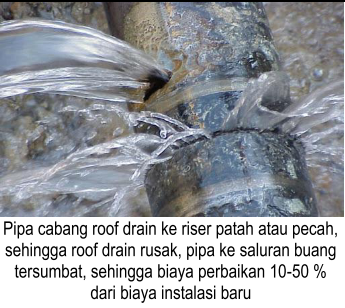 Pipa cabang roof drain ke riser patah atau pecah,
sehingga roof drain rusak, pipa ke saluran buang
tersumbat, sehingga biaya perbaikan 10-50 %
dari biaya instalasi baru